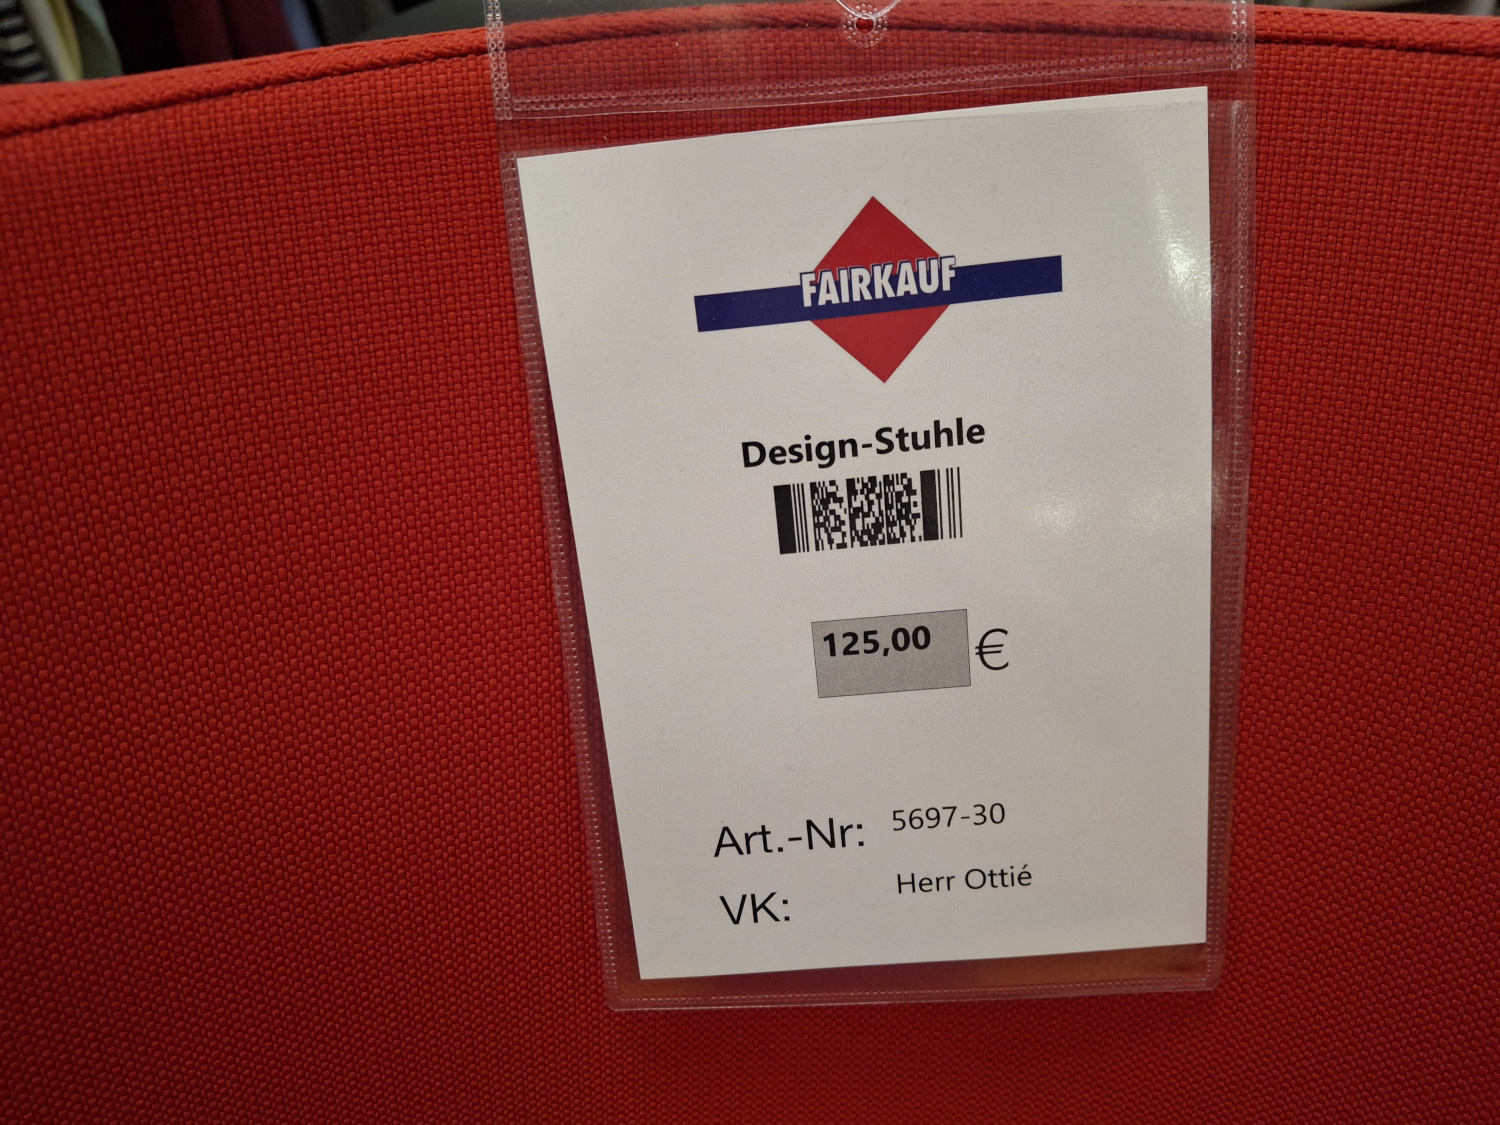 FAIRKAUF
Design-Stuhle
125,00 €
Art.-Nr: 5697-30
VK: Herr Ottié